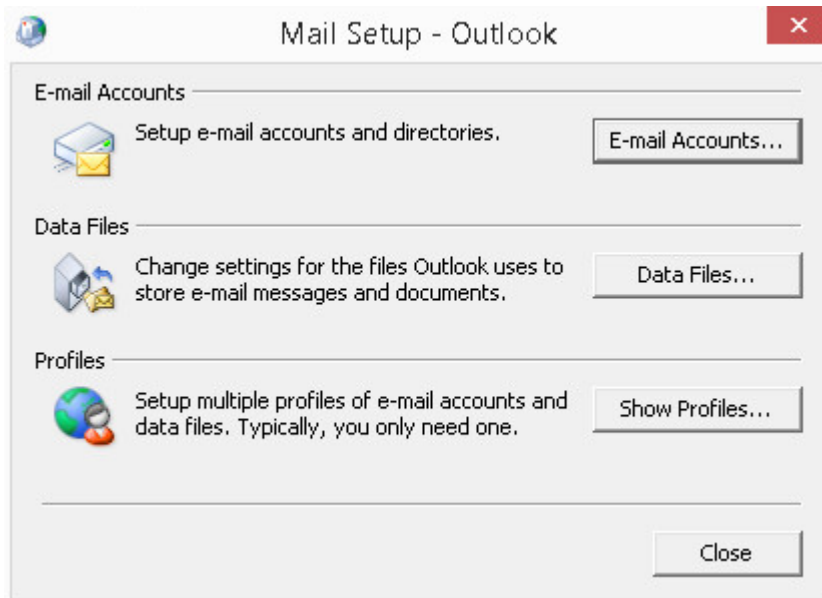 Mail Setup - Outlook
E-mail Accounts
Setup e-mail accounts and directories.
E-mail Accounts...
Data Files
Change settings for the files Outlook uses to
store e-mail messages and documents.
Data Files...
Profiles
Setup multiple profiles of e-mail accounts and
data files. Typically, you only need one.
Show Profiles...
Close